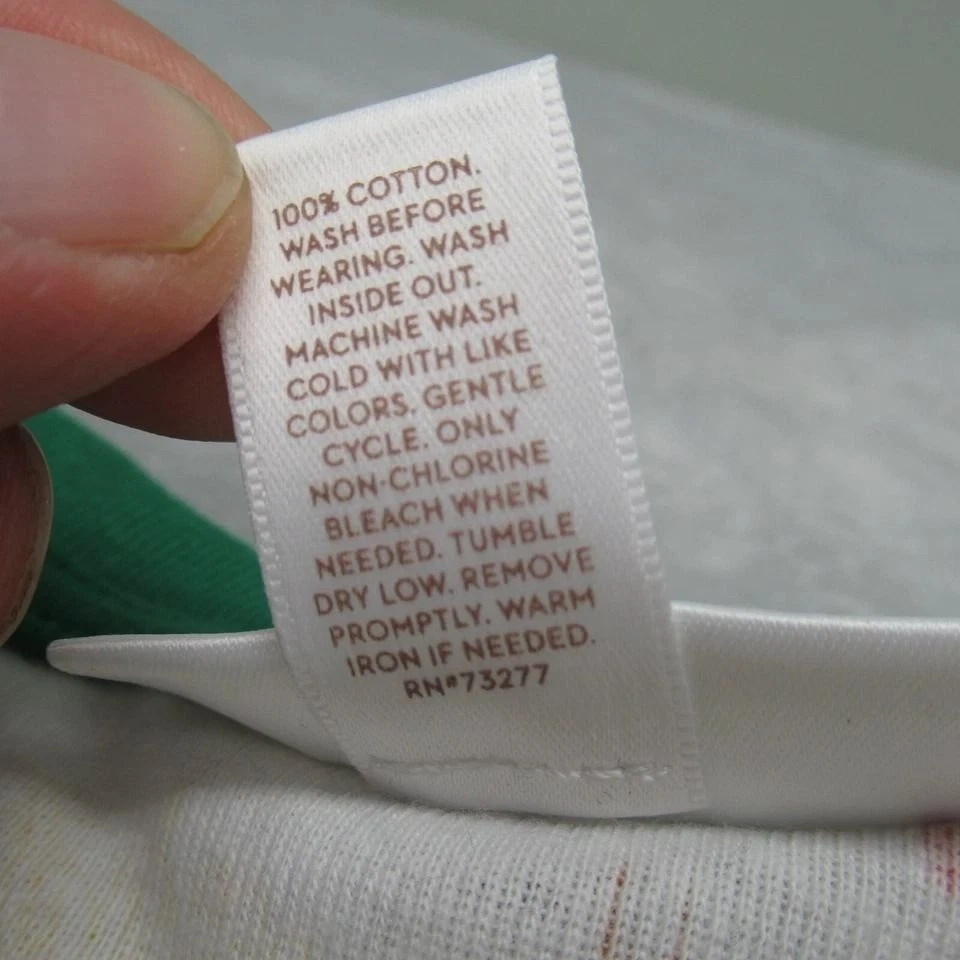 100% COTTON.
WASH BEFORE
WEARING. WASH
INSIDE OUT.
MACHINE WASH
COLD WITH LIKE
COLORS. GENTLE
CYCLE. ONLY
NON-CHLORINE
BLEACH WHEN
NEEDED. TUMBLE
DRY LOW. REMOVE
PROMPTLY. WARM
IRON IF NEEDED.
RN#73277